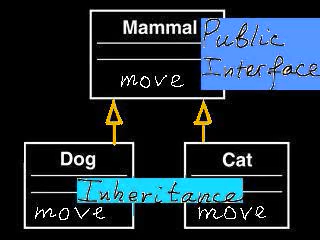 Mammal
Public
Interface
move
Dog
Cat
Inheritance
move
move